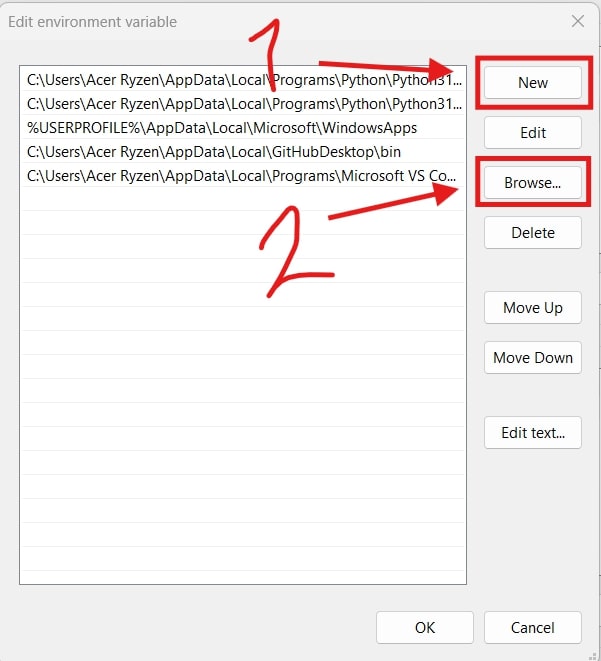 Edit environment variable
1
C:\Users\Acer Ryzen\AppData\Local\Programs\Python\Python31...
New
C:\Users\Acer Ryzen\AppData\Local\Programs\Python\Python31...
%USERPROFILE%\AppData\Local\Microsoft\WindowsApps
Edit
C:\Users\Acer Ryzen\AppData\Local\GitHubDesktop\bin
C:\Users\Acer Ryzen\AppData\Local\Programs\Microsoft VS Co...
Browse...
2
Delete
Move Up
Move Down
Edit text...
OK
Cancel